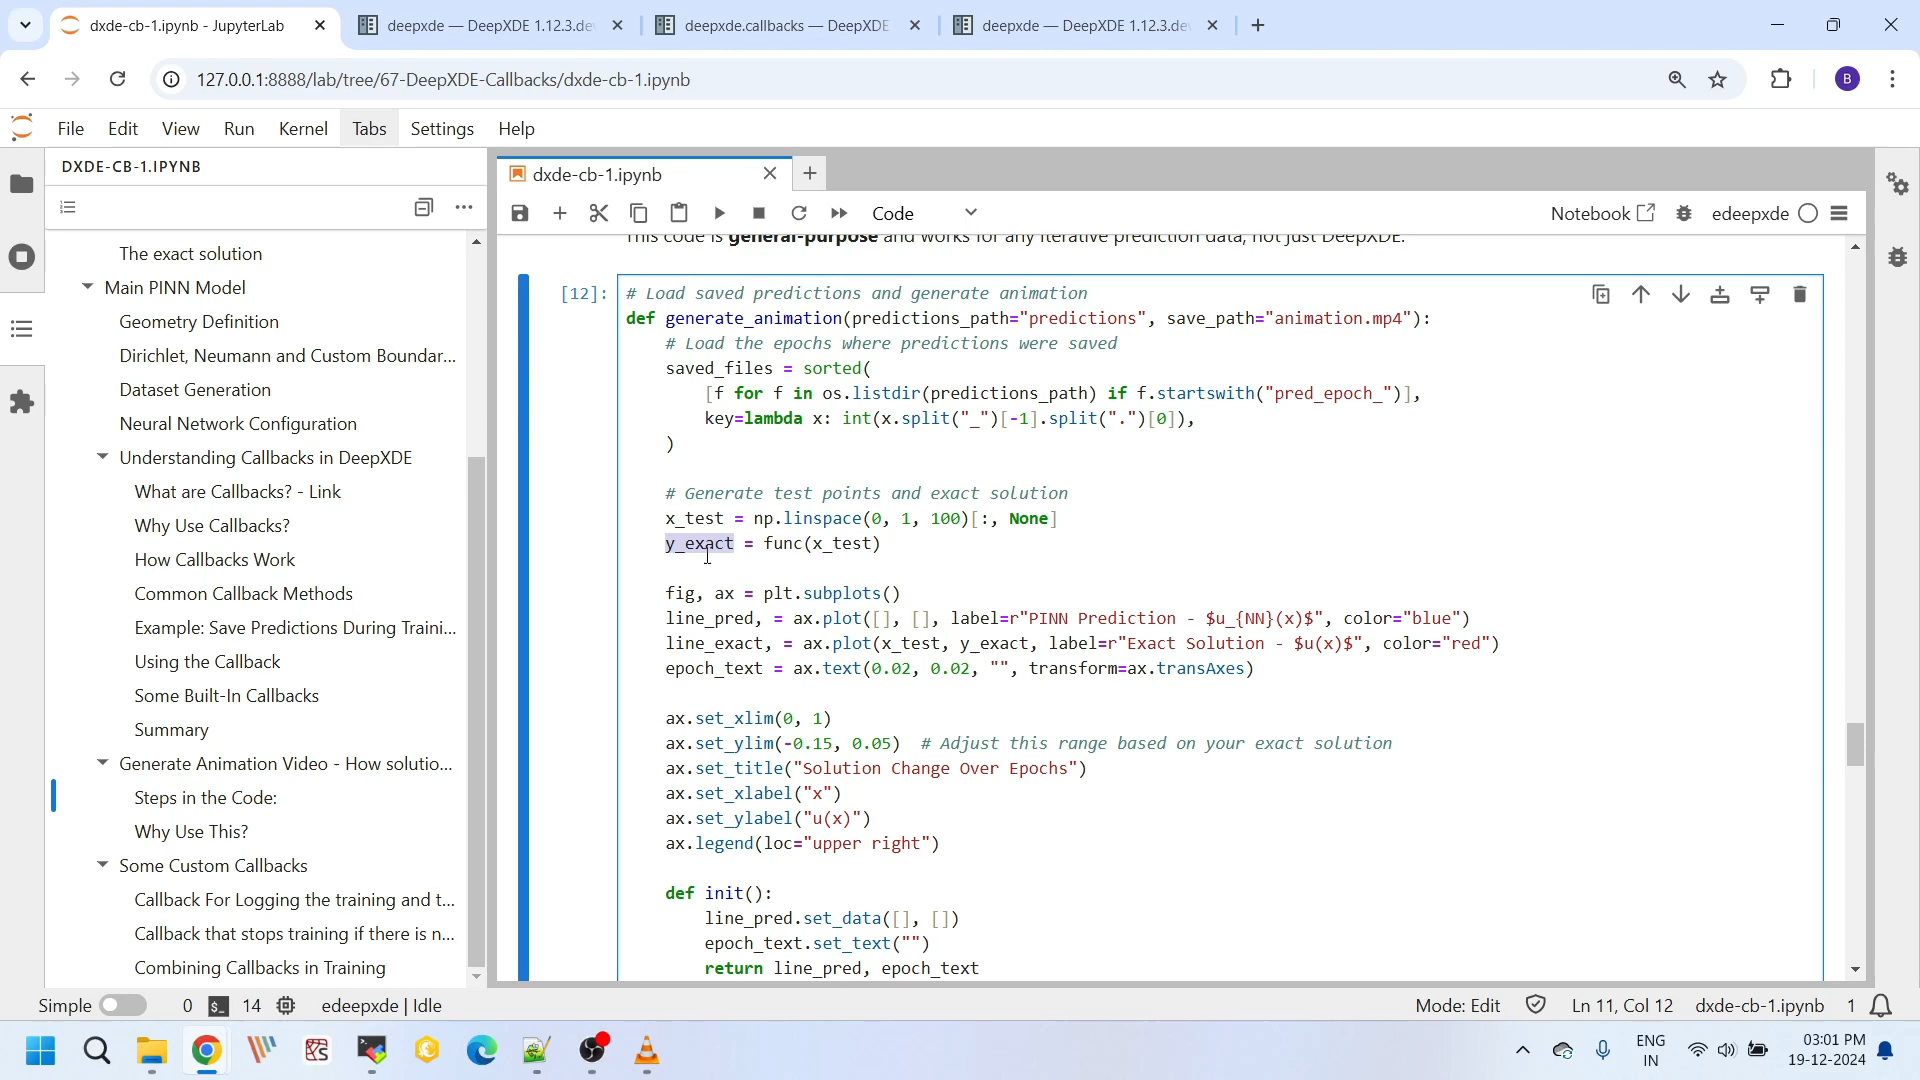 dxde-cb-1.ipynb - JupyterLab
deepxde — DeepXDE 1.12.3.de
deepxde.callbacks — DeepXDE
deepxde — DeepXDE 1.12.3.de
127.0.0.1:8888/lab/tree/67-DeepXDE-Callbacks/dxde-cb-1.ipynb
B
File Edit View Run Kernel Tabs Settings Help
DXDE-CB-1.IPYNB
dxde-cb-1.ipynb
Code
Notebook
edeepxde
The exact solution
Main PINN Model
Geometry Definition
Dirichlet, Neumann and Custom Boundar...
Dataset Generation
Neural Network Configuration
Understanding Callbacks in DeepXDE
What are Callbacks? - Link
Why Use Callbacks?
How Callbacks Work
Common Callback Methods
Example: Save Predictions During Traini...
Using the Callback
Some Built-In Callbacks
Summary
Generate Animation Video - How solutio...
Steps in the Code:
Why Use This?
Some Custom Callbacks
Callback For Logging the training and t...
Callback that stops training if there is n...
Combining Callbacks in Training
This code is general-purpose and works for any iterative prediction data, not just DeepXDE.
[12]:
# Load saved predictions and generate animation
def generate_animation(predictions_path="predictions", save_path="animation.mp4"):
    # Load the epochs where predictions were saved
    saved_files = sorted(
        [f for f in os.listdir(predictions_path) if f.startswith("pred_epoch_")],
        key=lambda x: int(x.split("_")[-1].split(".")[0]),
    )
    # Generate test points and exact solution
    x_test = np.linspace(0, 1, 100)[:, None]
    y_exact = func(x_test)
    fig, ax = plt.subplots()
    line_pred, = ax.plot([], [], label=r"PINN Prediction - $u_{NN}(x)$", color="blue")
    line_exact, = ax.plot(x_test, y_exact, label=r"Exact Solution - $u(x)$", color="red")
    epoch_text = ax.text(0.02, 0.02, "", transform=ax.transAxes)
    ax.set_xlim(0, 1)
    ax.set_ylim(-0.15, 0.05)  # Adjust this range based on your exact solution
    ax.set_title("Solution Change Over Epochs")
    ax.set_xlabel("x")
    ax.set_ylabel("u(x)")
    ax.legend(loc="upper right")
    def init():
        line_pred.set_data([], [])
        epoch_text.set_text("")
        return line_pred, epoch_text
Simple 0 14 edeepxde | Idle Mode: Edit Ln 11, Col 12 dxde-cb-1.ipynb 1
ENG
IN
03:01 PM
19-12-2024